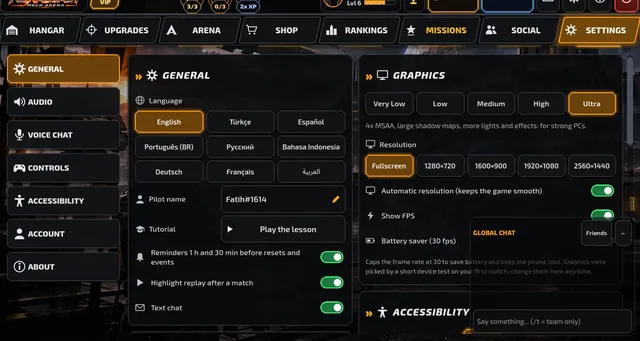 MECH ARENA
VIP
3/3
0/3
2x XP
Lvl 6
HANGAR
UPGRADES
ARENA
SHOP
RANKINGS
MISSIONS
SOCIAL
SETTINGS
GENERAL
AUDIO
VOICE CHAT
CONTROLS
ACCESSIBILITY
ACCOUNT
ABOUT
» GENERAL
Language
English
Türkçe
Español
Português (BR)
Русский
Bahasa Indonesia
Deutsch
Français
العربية
Pilot name
Fatih#1614
Tutorial
Play the lesson
Reminders 1 h and 30 min before resets and
events
Highlight replay after a match
Text chat
» GRAPHICS
Very Low
Low
Medium
High
Ultra
4x MSAA, large shadow maps, more lights and effects: for strong PCs.
Resolution
Fullscreen
1280×720
1600×900
1920×1080
2560×1440
Automatic resolution (keeps the game smooth)
Show FPS
Battery saver (30 fps)
Caps the frame rate at 30 to save battery and keep the phone cool. Graphics were
picked by a short device test on your first match; change them here any time.
» ACCESSIBILITY
GLOBAL CHAT
Friends
–
Say something... (/t = team only)